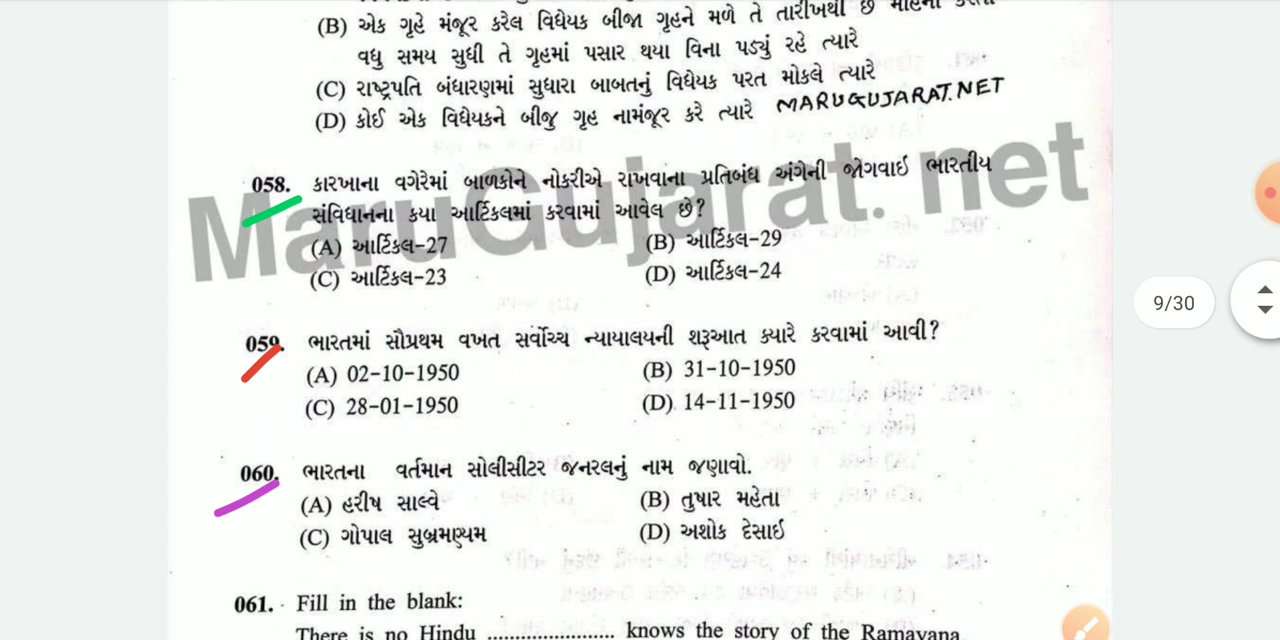 (B) એક ગૃહે મંજૂર કરેલ વિધેયક બીજા ગૃહને મળે તે તારીખથી છ
વધુ સમય સુધી તે ગૃહમાં પસાર થયા વિના પડ્યું રહે ત્યારે
(C) રાષ્ટ્રપતિ બંધારણમાં સુધારા બાબતનું વિધેયક પરત મોકલે ત્યારે
(D) કોઈ એક વિધેયકને બીજુ ગૃહ નામંજૂર કરે ત્યારે MARUGUJARAT.NET
MaruGujarat.net
058. કારખાના વગેરેમાં બાળકોને નોકરીએ રાખવાના પ્રતિબંધ અંગેની જોગવાઈ ભારતીય
સંવિધાનના કયા આર્ટિકલમાં કરવામાં આવેલ છે?
(A) આર્ટિકલ-27 (B) આર્ટિકલ-29
(C) આર્ટિકલ-23 (D) આર્ટિકલ-24
9/30
059. ભારતમાં સૌપ્રથમ વખત સર્વોચ્ચ ન્યાયાલયની શરૂઆત ક્યારે કરવામાં આવી?
(A) 02-10-1950 (B) 31-10-1950
(C) 28-01-1950 (D) 14-11-1950
060. ભારતના વર્તમાન સોલીસીટર જનરલનું નામ જણાવો.
(A) હરીષ સાલ્વે (B) તુષાર મહેતા
(C) ગોપાલ સુબ્રમણ્યમ (D) અશોક દેસાઈ
061. Fill in the blank:
There is no Hindu ...................... knows the story of the Ramayana.